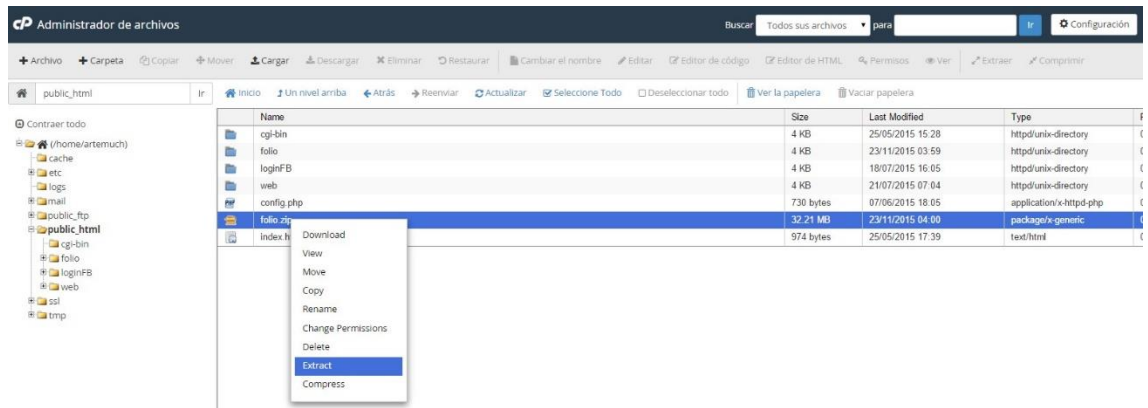 cP Administrador de archivos
Buscar Todos sus archivos para Ir Configuración
Archivo Carpeta Copiar Mover Cargar Descargar Eliminar Restaurar Cambiar el nombre Editar Editor de código Editor de HTML Permisos Ver Extraer Comprimir
public_html Ir Inicio Un nivel arriba Atrás Reenviar Actualizar Seleccione Todo Deseleccionar todo Ver la papelera Vaciar papelera
Contraer todo
(/home/artemuch)
cache
etc
logs
mail
public_ftp
public_html
cgi-bin
folio
loginFB
web
ssl
tmp
Name Size Last Modified Type
cgi-bin 4 KB 25/05/2015 15:28 httpd/unix-directory
folio 4 KB 23/11/2015 03:59 httpd/unix-directory
loginFB 4 KB 18/07/2015 16:05 httpd/unix-directory
web 4 KB 21/07/2015 07:04 httpd/unix-directory
config.php 730 bytes 07/06/2015 18:05 application/x-httpd-php
folio.zip 32.21 MB 23/11/2015 04:00 package/x-generic
index.h 974 bytes 25/05/2015 17:39 text/html
Download
View
Move
Copy
Rename
Change Permissions
Delete
Extract
Compress